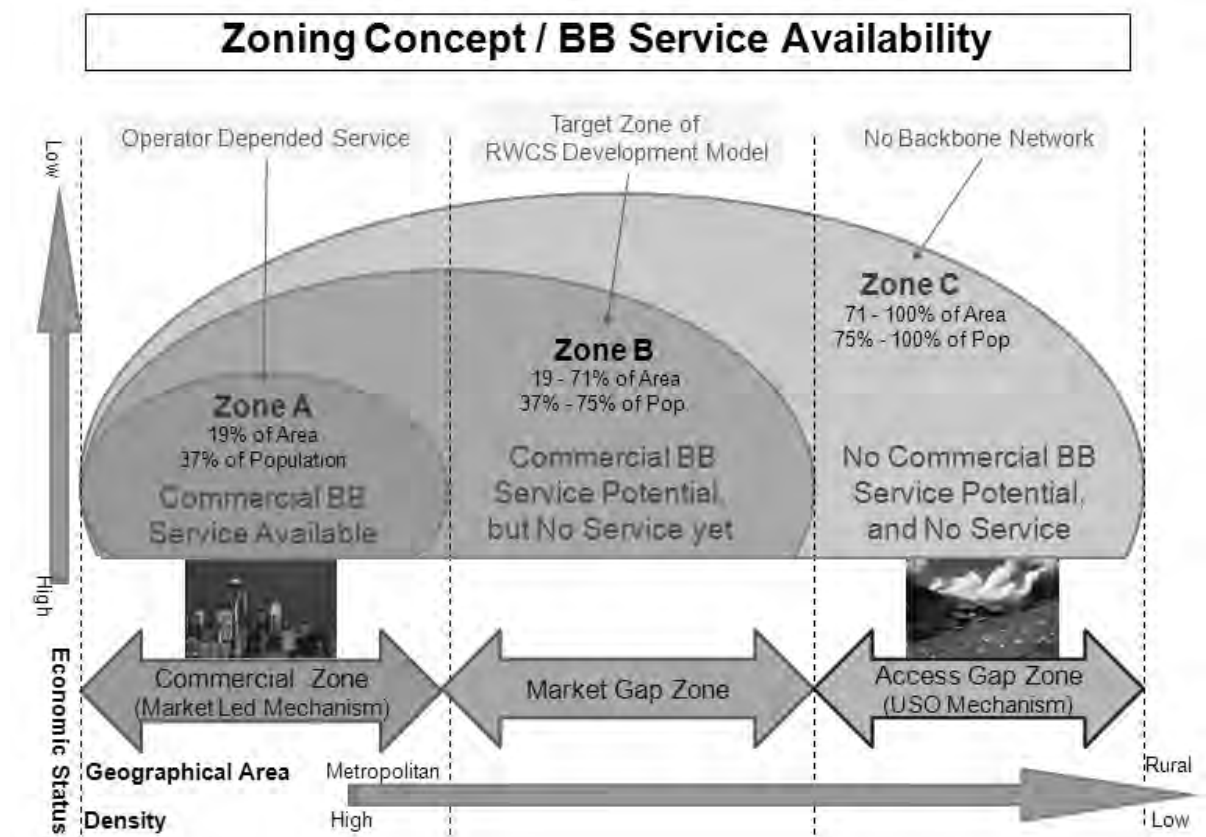 Zoning Concept / BB Service Availability
Operator Depended Service
Target Zone of
RWCS Development Model
No Backbone Network
Low
Zone C
71 - 100% of Area
75% - 100% of Pop
Zone B
19 - 71% of Area
37% - 75% of Pop.
Zone A
19% of Area
37% of Population
Commercial BB
Service Available
Commercial BB
Service Potential,
but No Service yet
No Commercial BB
Service Potential,
and No Service
High
Economic Status
Commercial Zone
(Market Led Mechanism)
Market Gap Zone
Access Gap Zone
(USO Mechanism)
Geographical Area
Metropolitan
Rural
Density
High
Low